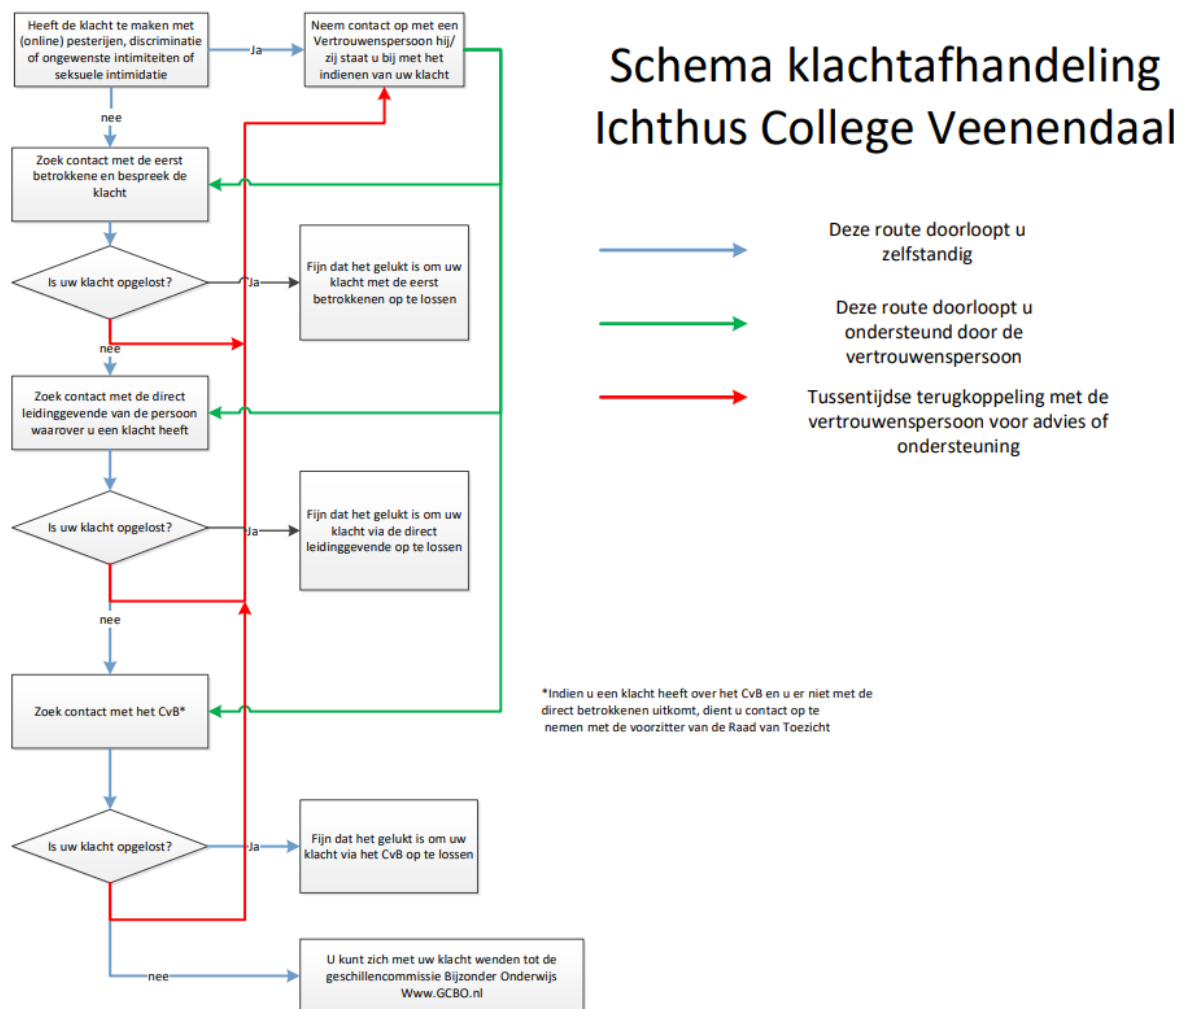 Heeft de klacht te maken met
(online) pesterijen, discriminatie
of ongewenste intimiteiten of
seksuele intimidatie
Ja
Neem contact op met een
Vertrouwenspersoon hij/
zij staat u bij met het
indienen van uw klacht
Schema klachtafhandeling
Ichthus College Veenendaal
nee
Zoek contact met de eerst
betrokkene en bespreek de
klacht
Deze route doorloopt u
zelfstandig
Is uw klacht opgelost?
Ja
Fijn dat het gelukt is om uw
klacht met de eerst
betrokkenen op te lossen
Deze route doorloopt u
ondersteund door de
vertrouwenspersoon
nee
Zoek contact met de direct
leidinggevende van de persoon
waarover u een klacht heeft
Tussentijdse terugkoppeling met de
vertrouwenspersoon voor advies of
ondersteuning
Is uw klacht opgelost?
Ja
Fijn dat het gelukt is om uw
klacht via de direct
leidinggevende op te lossen
nee
Zoek contact met het CvB*
*Indien u een klacht heeft over het CvB en u er niet met de
direct betrokkenen uitkomt, dient u contact op te
nemen met de voorzitter van de Raad van Toezicht
Is uw klacht opgelost?
Ja
Fijn dat het gelukt is om uw
klacht via het CvB op te lossen
nee
U kunt zich met uw klacht wenden tot de
geschillencommissie Bijzonder Onderwijs
Www.GCBO.nl